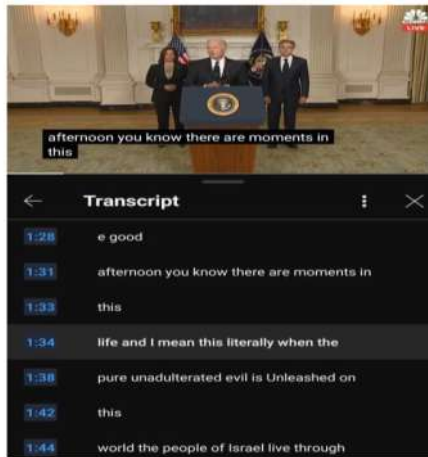 LIVE
afternoon you know there are moments in
this
Transcript
1:28 e good
1:31 afternoon you know there are moments in
1:33 this
1:34 life and I mean this literally when the
1:38 pure unadulterated evil is Unleashed on
1:42 this
1:44 world the people of Israel live through